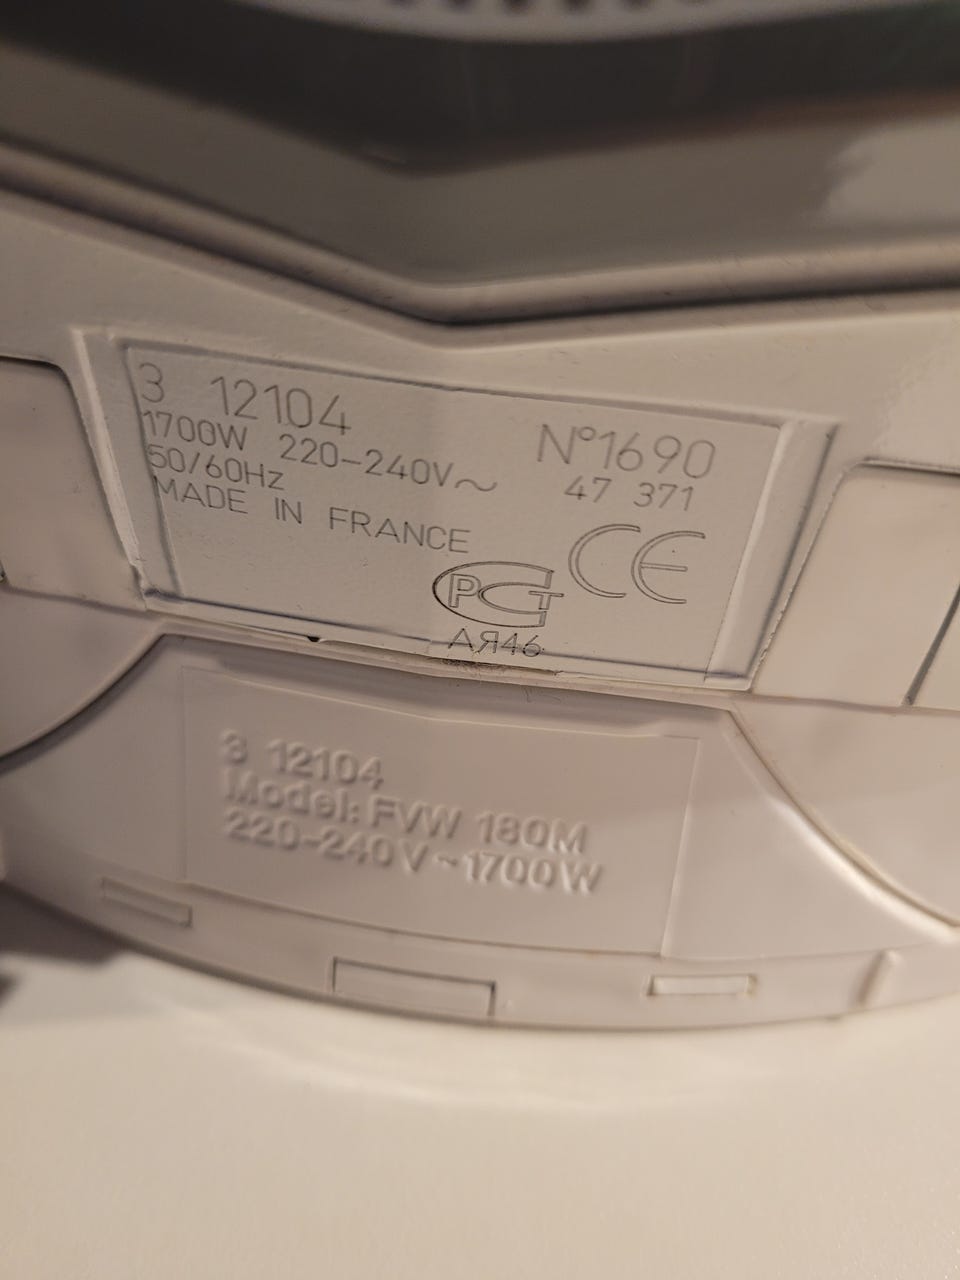 3 12104
1700W 220-240V~
50/60Hz
MADE IN FRANCE
N°1690
47 371
CE
PCT
АЯ46
3 12104
Model: FVW 180M
220-240V~1700W